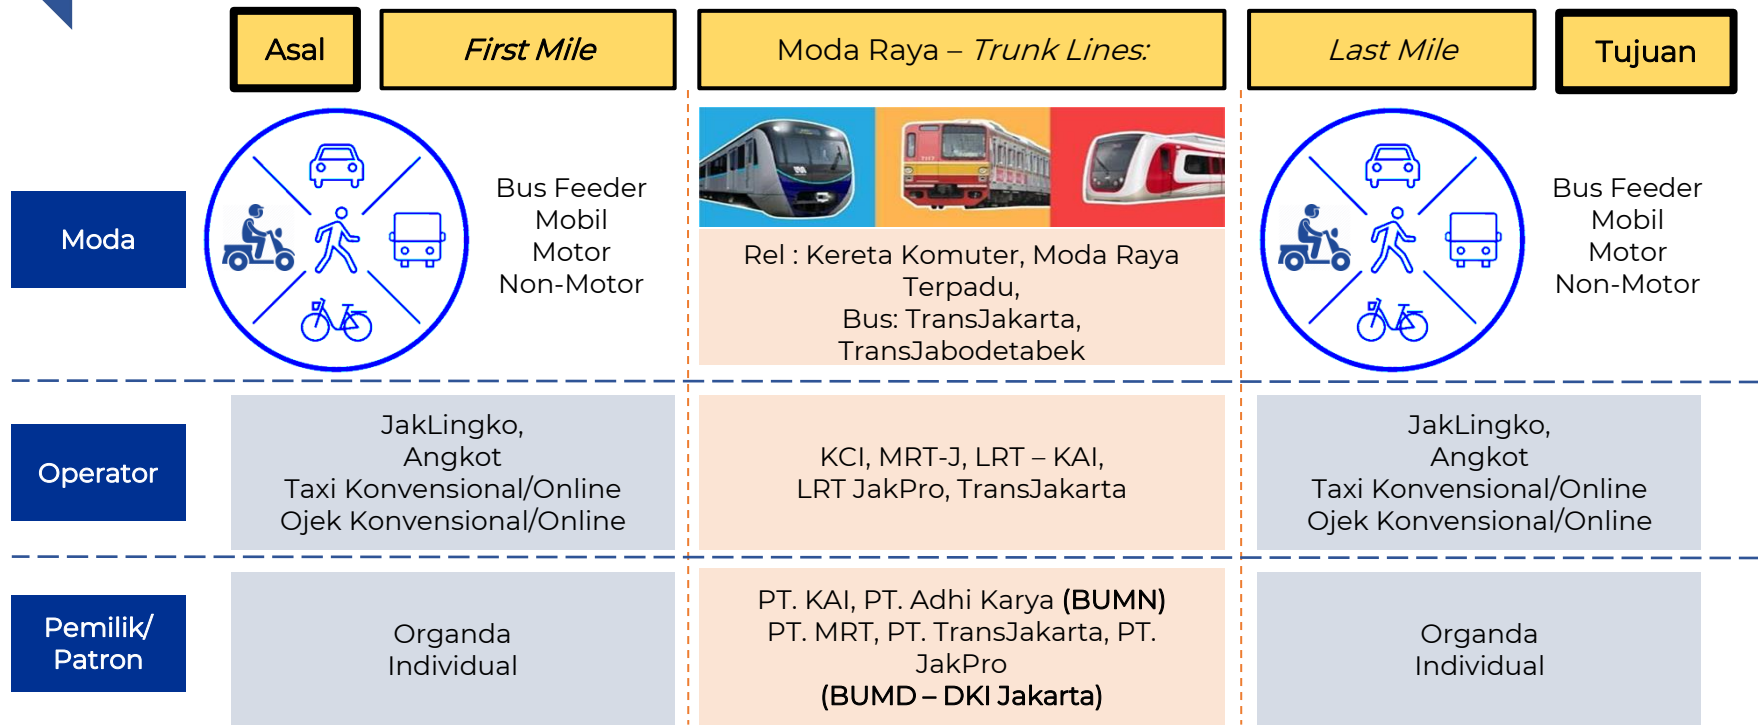 Asal
First Mile
Moda Raya – Trunk Lines:
Last Mile
Tujuan
Moda
Bus Feeder
Mobil
Motor
Non-Motor
Rel : Kereta Komuter, Moda Raya
Terpadu,
Bus: TransJakarta,
TransJabodetabek
Bus Feeder
Mobil
Motor
Non-Motor
Operator
JakLingko,
Angkot
Taxi Konvensional/Online
Ojek Konvensional/Online
KCI, MRT-J, LRT – KAI,
LRT JakPro, TransJakarta
JakLingko,
Angkot
Taxi Konvensional/Online
Ojek Konvensional/Online
Pemilik/
Patron
Organda
Individual
PT. KAI, PT. Adhi Karya (BUMN)
PT. MRT, PT. TransJakarta, PT.
JakPro
(BUMD – DKI Jakarta)
Organda
Individual